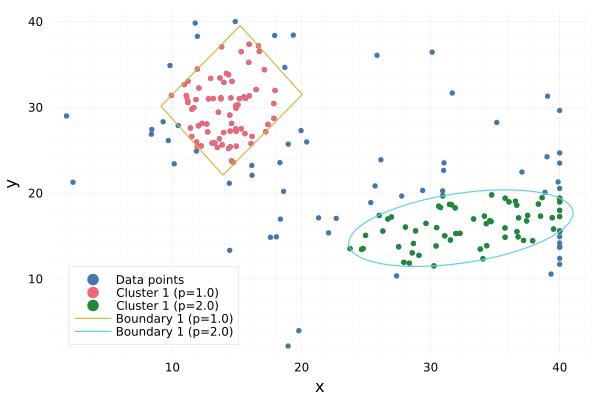 40
30
20
10
y
Data points
Cluster 1 (p=1.0)
Cluster 1 (p=2.0)
Boundary 1 (p=1.0)
Boundary 1 (p=2.0)
10 20 30 40
x